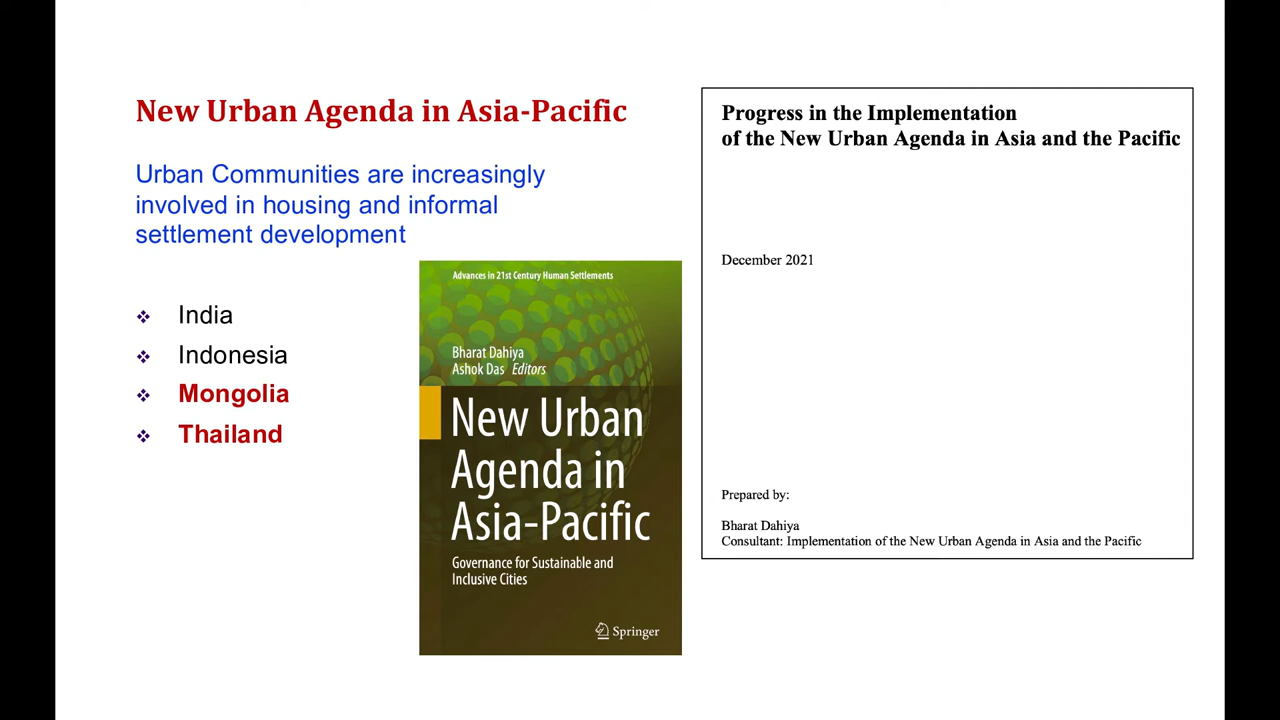 New Urban Agenda in Asia-Pacific
Urban Communities are increasingly
involved in housing and informal
settlement development
❖ India
❖ Indonesia
❖ Mongolia
❖ Thailand
Advances in 21st Century Human Settlements
Bharat Dahiya
Ashok Das Editors
New Urban
Agenda in
Asia-Pacific
Governance for Sustainable and
Inclusive Cities
Springer
Progress in the Implementation
of the New Urban Agenda in Asia and the Pacific
December 2021
Prepared by:
Bharat Dahiya
Consultant: Implementation of the New Urban Agenda in Asia and the Pacific